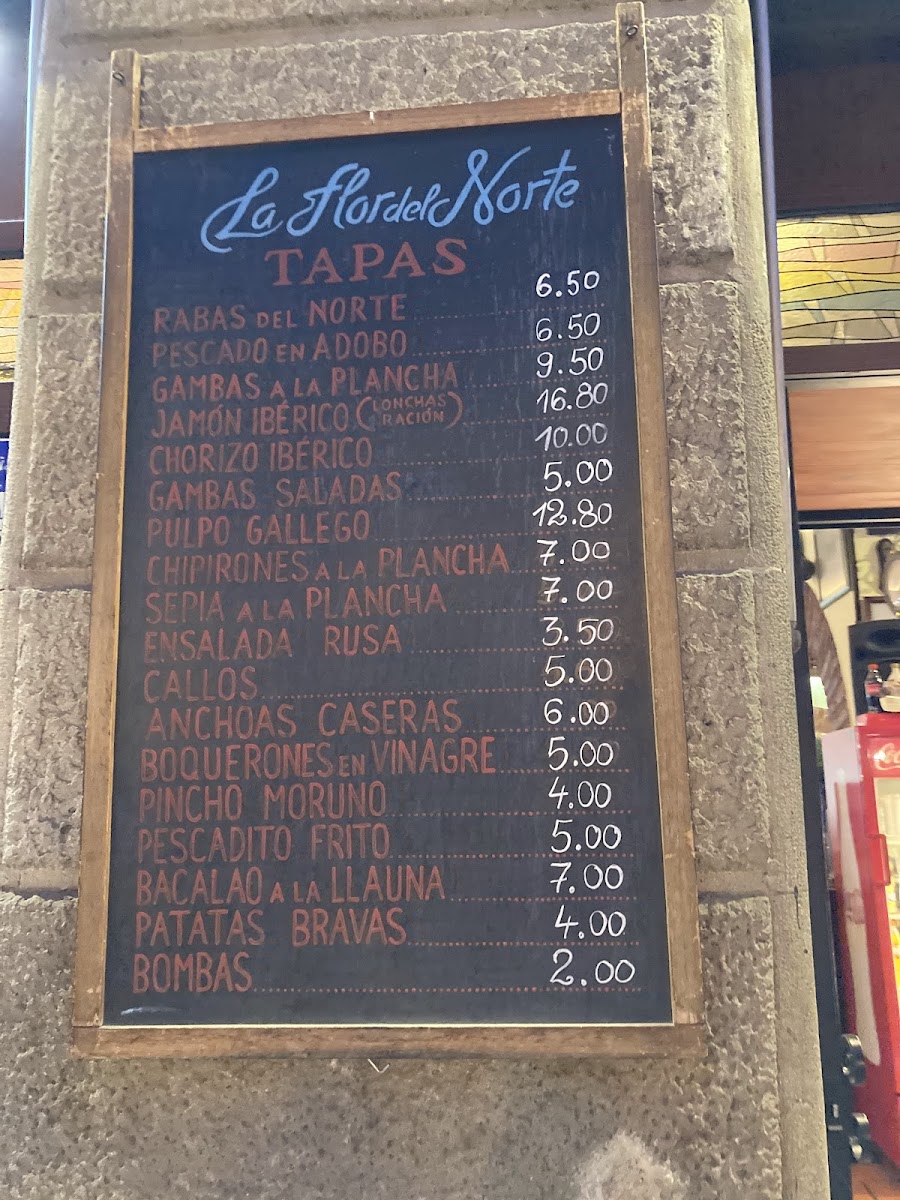 La Flor del Norte
TAPAS
RABAS DEL NORTE 6.50
PESCADO EN ADOBO 6.50
GAMBAS A LA PLANCHA 9.50
JAMÓN IBÉRICO (LONCHAS RACIÓN) 16.80
CHORIZO IBÉRICO 10.00
GAMBAS SALADAS 5.00
PULPO GALLEGO 12.80
CHIPIRONES A LA PLANCHA 7.00
SEPIA A LA PLANCHA 7.00
ENSALADA RUSA 3.50
CALLOS 5.00
ANCHOAS CASERAS 6.00
BOQUERONES EN VINAGRE 5.00
PINCHO MORUNO 4.00
PESCADITO FRITO 5.00
BACALAO A LA LLAUNA 7.00
PATATAS BRAVAS 4.00
BOMBAS 2.00